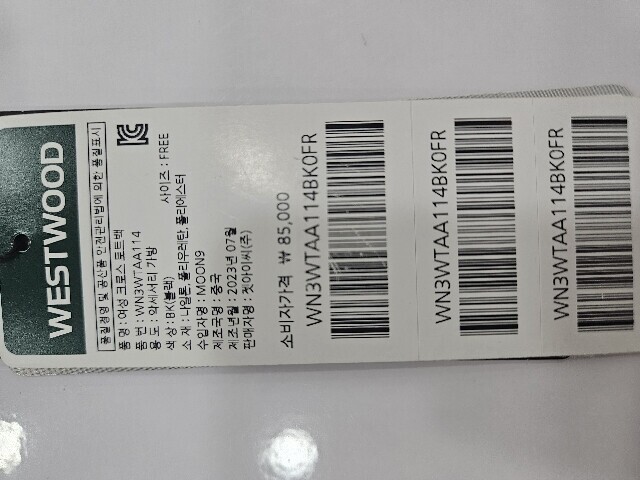 WESTWOOD
품질경영 및 공산품 안전관리법에 의한 품질표시
품명 : 여성 크로스 토트백
품번 : WN3WTAA114
용도 : 악세서리 가방
색상 : BK(블랙) 사이즈 : FREE
소재 : 나일론, 폴리우레탄, 폴리에스터
수입자명 : MOON9
제조국명 : 중국
제조년월 : 2023년 07월
판매자명 : 젯아이씨(주)
소비자가격 ₩ 85,000
WN3WTAA114BK0FR
WN3WTAA114BK0FR
WN3WTAA114BK0FR